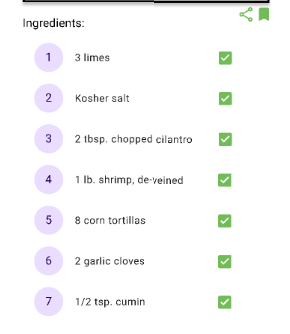 Ingredients:
1 3 limes
2 Kosher salt
3 2 tbsp. chopped cilantro
4 1 lb. shrimp, de-veined
5 8 corn tortillas
6 2 garlic cloves
7 1/2 tsp. cumin